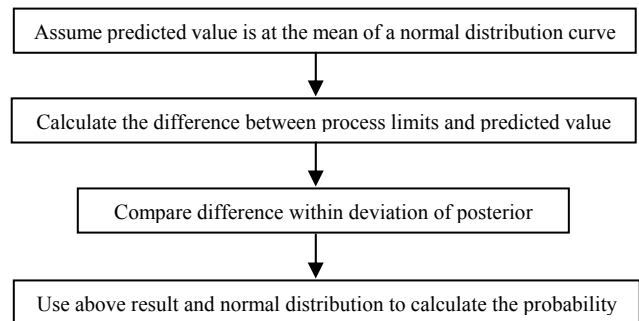 Assume predicted value is at the mean of a normal distribution curve
Calculate the difference between process limits and predicted value
Compare difference within deviation of posterior
Use above result and normal distribution to calculate the probability